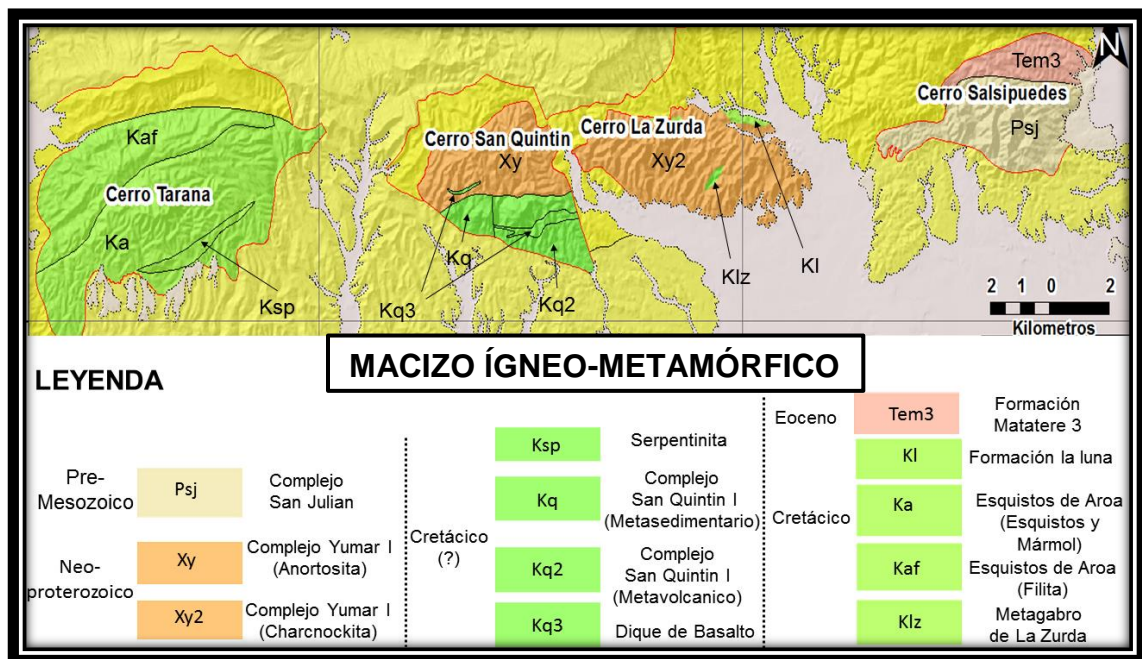 N
Tem3
Cerro Salsipuedes
Psj
Kaf
Cerro San Quintin
Cerro La Zurda
Xy
Xy2
Cerro Tarana
Ka
Kq
Klz
Kl
Ksp
Kq3
Kq2
2 1 0 2
Kilometros
MACIZO ÍGNEO-METAMÓRFICO
LEYENDA
Pre-
Mesozoico
Psj
Complejo
San Julian
Neo-
proterozoico
Xy
Complejo Yumar I
(Anortosita)
Xy2
Complejo Yumar I
(Charcnockita)
Cretácico
(?)
Ksp
Serpentinita
Kq
Complejo
San Quintin I
(Metasedimentario)
Kq2
Complejo
San Quintin I
(Metavolcanico)
Kq3
Dique de Basalto
Eoceno
Tem3
Formación
Matatere 3
Cretácico
Kl
Formación la luna
Ka
Esquistos de Aroa
(Esquistos y
Mármol)
Kaf
Esquistos de Aroa
(Filita)
Klz
Metagabro
de La Zurda